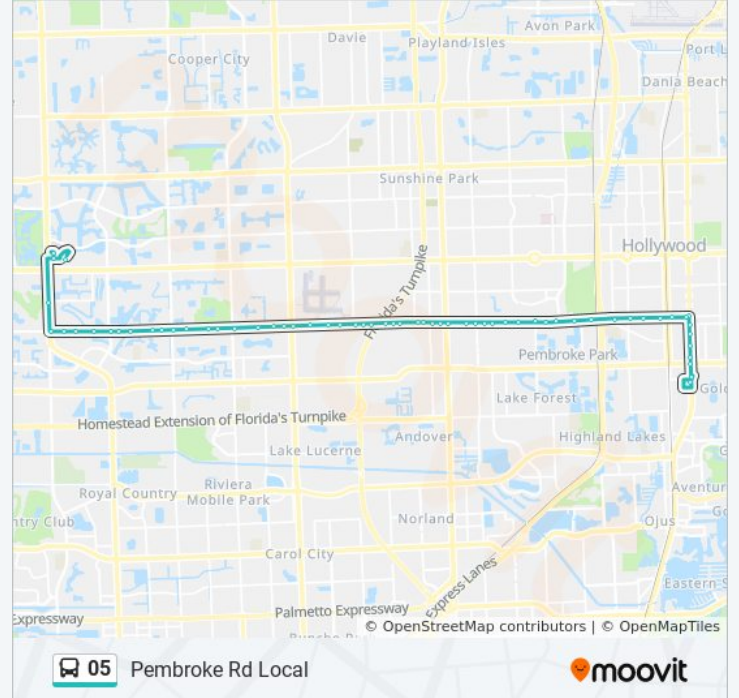 Avon Park
Davie
Playland Isles
Cooper City
Port L
Dania Beach
Sunshine Park
Hollywood
Florida's Turnpike
Pembroke Park
Gold
Lake Forest
Homestead Extension of Florida's Turnpike
Andover
Highland Lakes
Lake Lucerne
Riviera
Mobile Park
Royal Country
Aventur
ntry Club
Norland
Ojus
Carol City
Express Lanes
Eastern S
Palmetto Expressway
Expressway
© OpenStreetMap contributors | © OpenMapTiles
05 Pembroke Rd Local
moovit